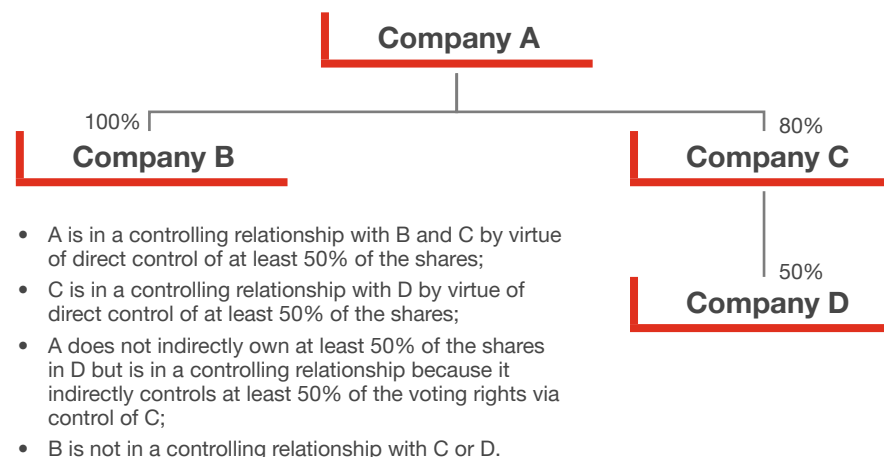 Company A
100%
80%
Company B
Company C
• A is in a controlling relationship with B and C by virtue
of direct control of at least 50% of the shares;
50%
• C is in a controlling relationship with D by virtue of
direct control of at least 50% of the shares;
Company D
• A does not indirectly own at least 50% of the shares
in D but is in a controlling relationship because it
indirectly controls at least 50% of the voting rights via
control of C;
• B is not in a controlling relationship with C or D.